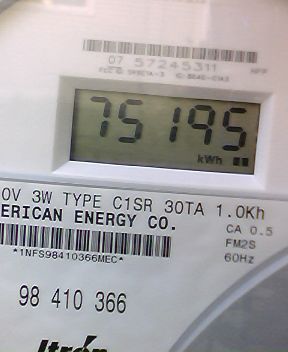 07 57245311
75195
kWh
0V 3W TYPE C1SR 30TA 1.0Kh
ERICAN ENERGY CO.
CA 0.5
FM2S
60Hz
*1NFS98410366MEC*
98 410 366
Itrón